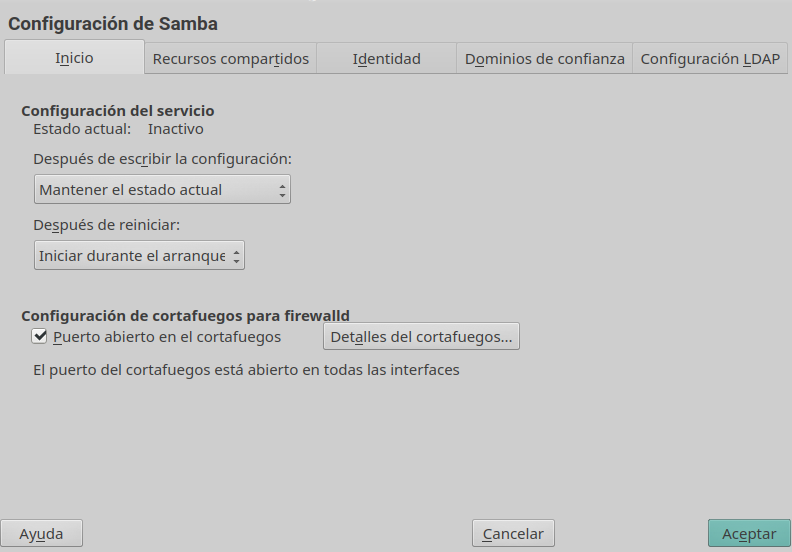 Configuración de Samba
Inicio
Recursos compartidos
Identidad
Dominios de confianza
Configuración LDAP
Configuración del servicio
Estado actual: Inactivo
Después de escribir la configuración:
Mantener el estado actual
Después de reiniciar:
Iniciar durante el arranque
Configuración de cortafuegos para firewalld
Puerto abierto en el cortafuegos
Detalles del cortafuegos...
El puerto del cortafuegos está abierto en todas las interfaces
Ayuda
Cancelar
Aceptar